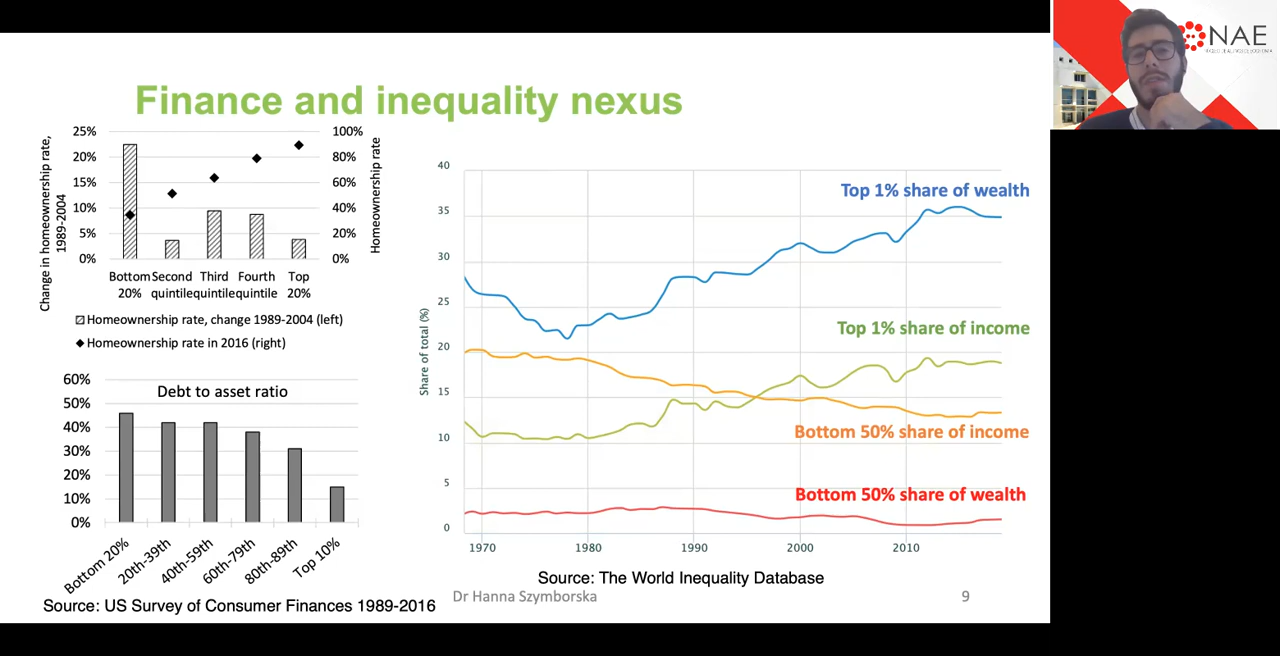 Finance and inequality nexus
Change in homeownership rate,
1989-2004
25%
20%
15%
10%
5%
0%
100%
80%
60%
40%
20%
0%
Homeownership rate
Bottom Second Third Fourth Top
20% quintile quintile quintile 20%
Homeownership rate, change 1989-2004 (left)
Homeownership rate in 2016 (right)
Debt to asset ratio
60%
50%
40%
30%
20%
10%
0%
Bottom 20%
20th-39th
40th-59th
60th-79th
80th-89th
Top 10%
Source: US Survey of Consumer Finances 1989-2016
Share of total (%)
40
35
30
25
20
15
10
5
0
Top 1% share of wealth
Top 1% share of income
Bottom 50% share of income
Bottom 50% share of wealth
1970 1980 1990 2000 2010
Source: The World Inequality Database
Dr Hanna Szymborska
9
NAE